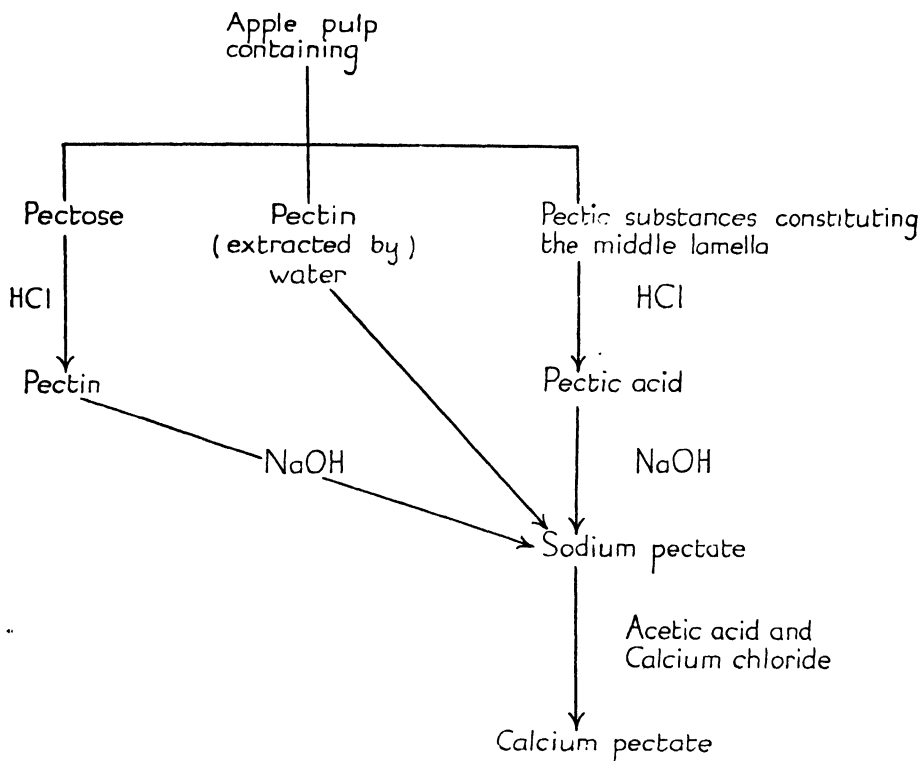 Apple pulp
containing
Pectose
Pectin
(extracted by)
water
Pectic substances constituting
the middle lamella
HCl
HCl
Pectin
Pectic acid
NaOH
NaOH
Sodium pectate
Acetic acid and
Calcium chloride
Calcium pectate